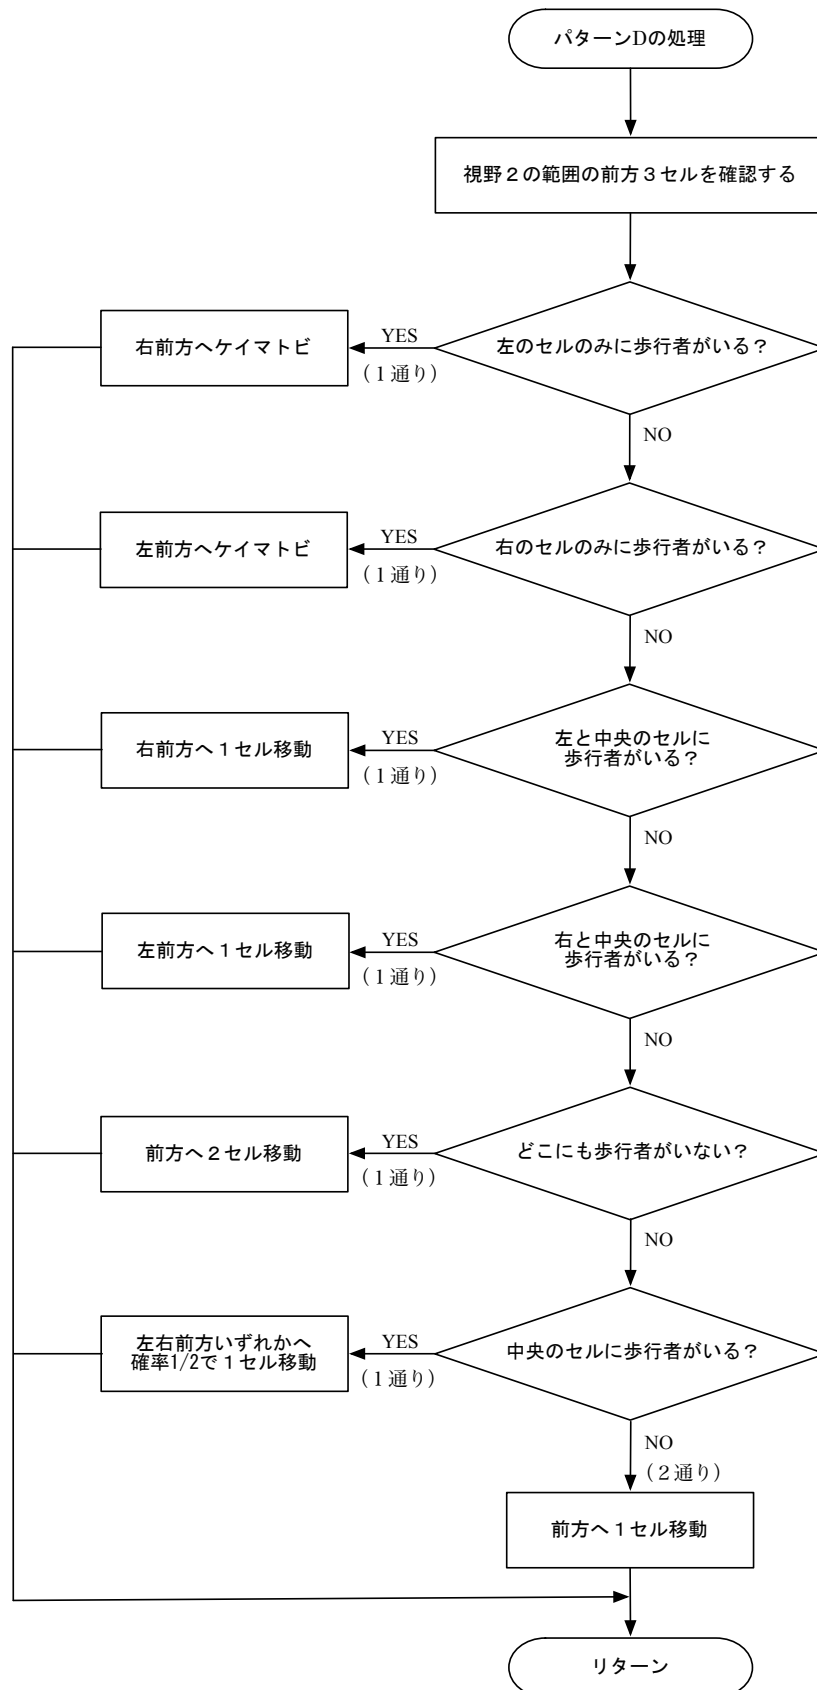 パターンDの処理
視野２の範囲の前方３セルを確認する
左のセルのみに歩行者がいる？
YES
（１通り）
右前方へケイマトビ
NO
右のセルのみに歩行者がいる？
YES
（１通り）
左前方へケイマトビ
NO
左と中央のセルに
歩行者がいる？
YES
（１通り）
右前方へ１セル移動
NO
右と中央のセルに
歩行者がいる？
YES
（１通り）
左前方へ１セル移動
NO
どこにも歩行者がいない？
YES
（１通り）
前方へ２セル移動
NO
中央のセルに歩行者がいる？
YES
（１通り）
左右前方いずれかへ
確率1/2で１セル移動
NO
（２通り）
前方へ１セル移動
リターン